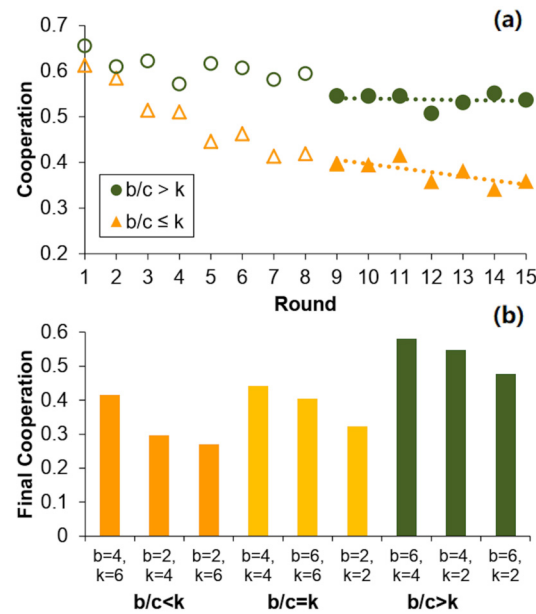 (a)
0.7
0.6
0.5
0.4
0.3
0.2
Cooperation
b/c > k
b/c ≤ k
1 2 3 4 5 6 7 8 9 10 11 12 13 14 15
Round
(b)
0.6
0.5
0.4
0.3
0.2
0.1
0
Final Cooperation
b=4, b=2, b=2, b=4, b=6, b=2, b=6, b=4, b=6,
k=6 k=4 k=6 k=4 k=6 k=2 k=4 k=2 k=2
b/c<k b/c=k b/c>k